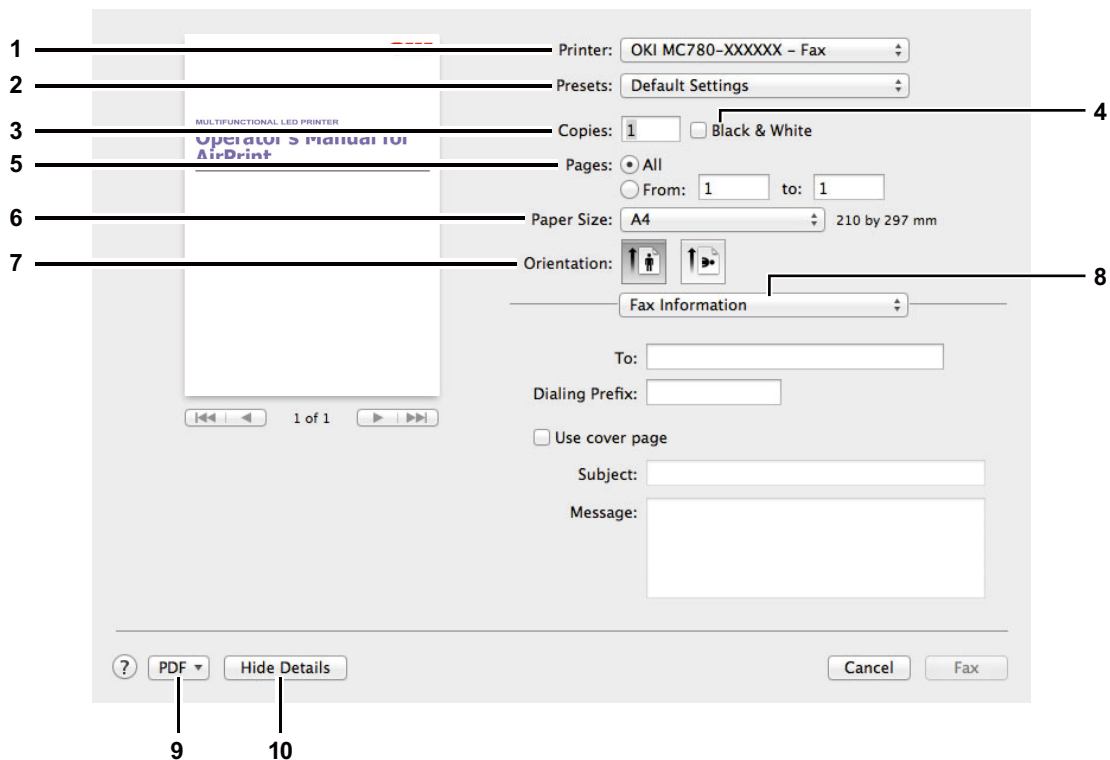 1
Printer: OKI MC780-XXXXXX – Fax
2
Presets: Default Settings
4
3
Copies: 1 Black & White
MULTIFUNCTIONAL LED PRINTER
Operator's Manual for
AirPrint
5
Pages: All
From: 1 to: 1
6
Paper Size: A4 210 by 297 mm
7
Orientation:
8
Fax Information
To:
Dialing Prefix:
1 of 1
Use cover page
Subject:
Message:
? PDF Hide Details Cancel Fax
9 10